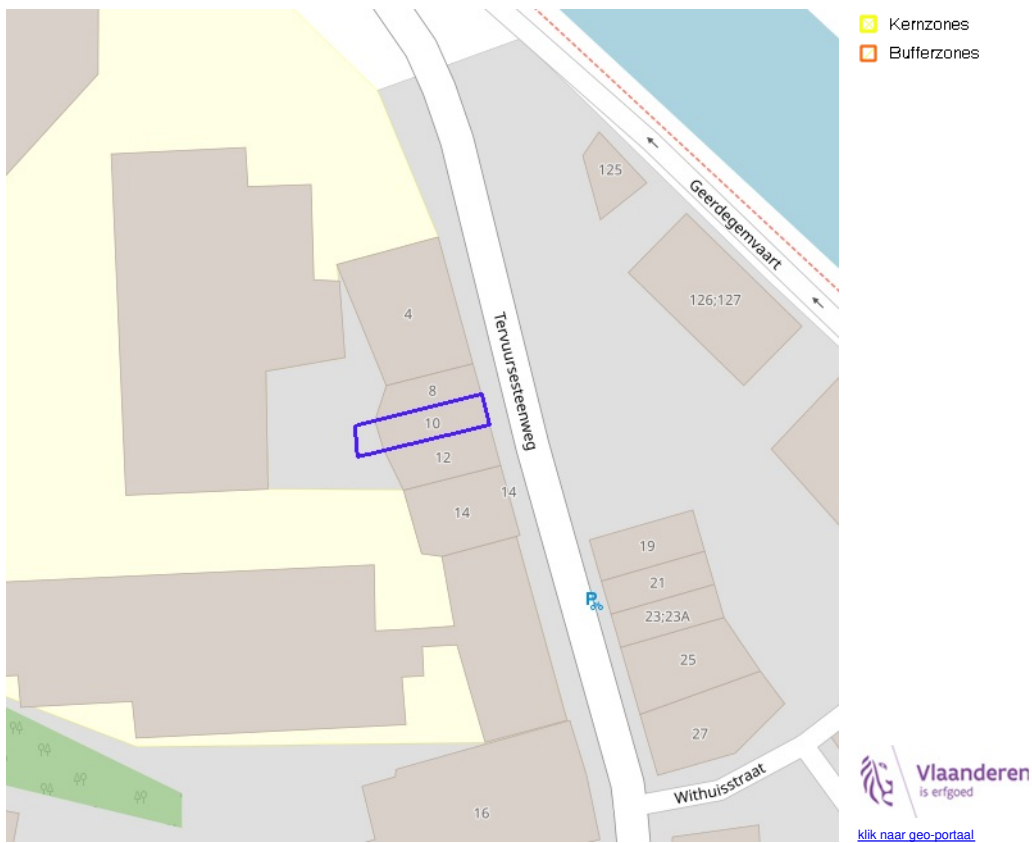 Kernzones
Bufferzones
125
Geerdegemvaart
126;127
4
Tervuursesteenweg
8
10
12
14
14
19
P
21
23;23A
25
27
Withuisstraat
16
Vlaanderen
is erfgoed
klik naar geo-portaal